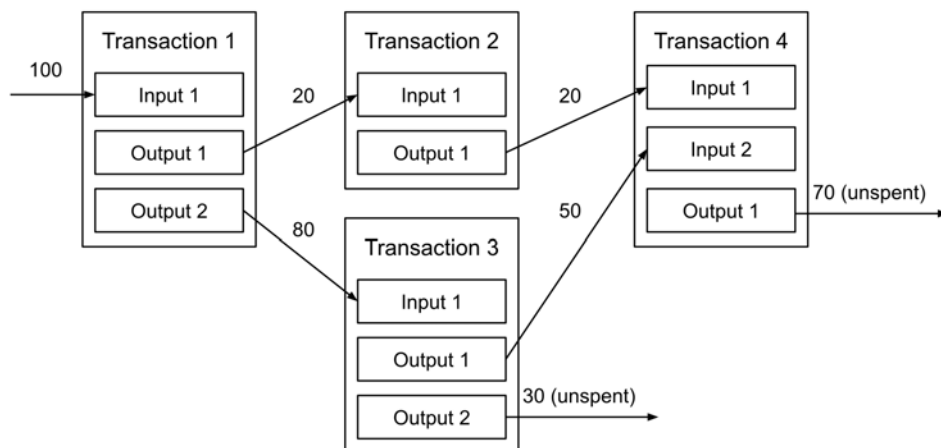 Transaction 1
100
Input 1
Output 1
Output 2
20
80
Transaction 2
Input 1
Output 1
20
Transaction 3
Input 1
Output 1
Output 2
50
30 (unspent)
Transaction 4
Input 1
Input 2
Output 1
70 (unspent)